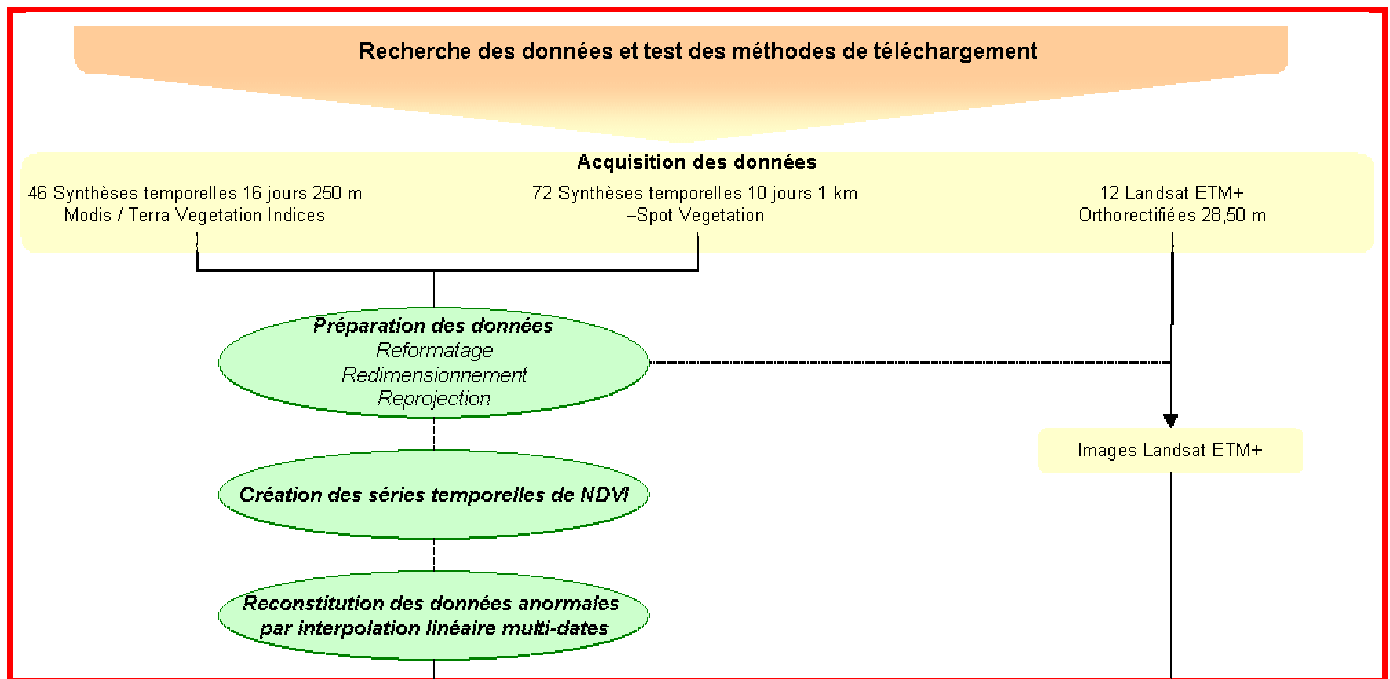 Recherche des données et test des méthodes de téléchargement
Acquisition des données
46 Synthèses temporelles 16 jours 250 m
Modis / Terra Vegetation Indices
72 Synthèses temporelles 10 jours 1 km
–Spot Vegetation
12 Landsat ETM+
Orthorectifiées 28,50 m
Préparation des données
Reformatage
Redimensionnement
Reprojection
Images Landsat ETM+
Création des séries temporelles de NDVI
Reconstitution des données anormales
par interpolation linéaire multi-dates